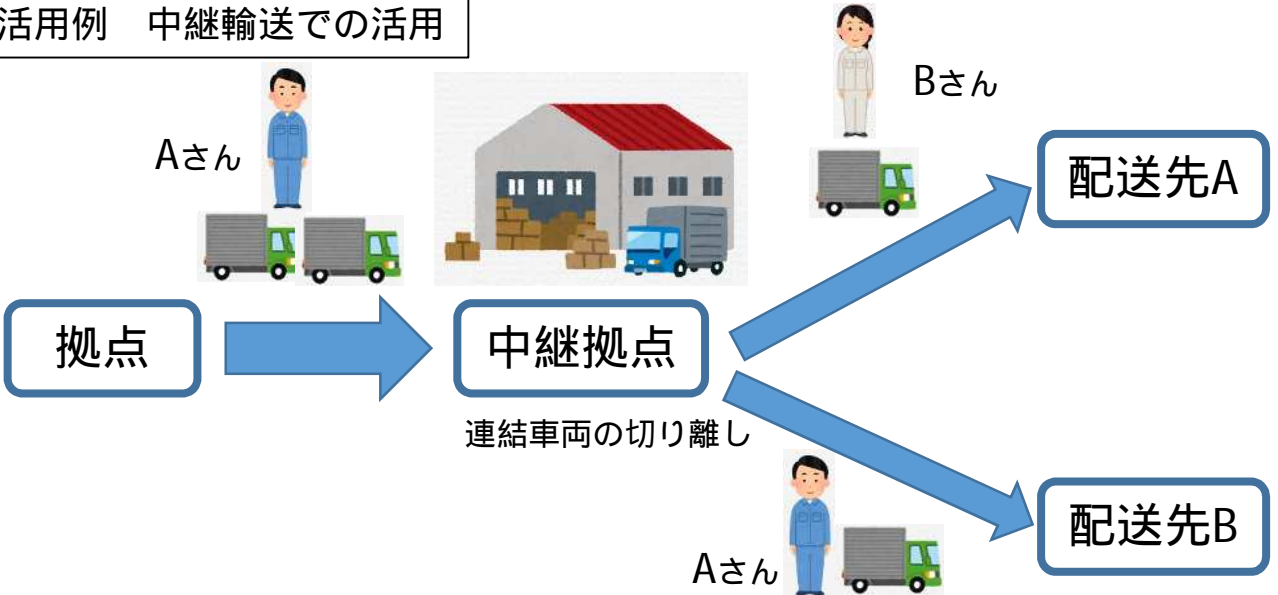 活用例 中継輸送での活用
Aさん
Bさん
拠点
中継拠点
連結車両の切り離し
配送先A
Aさん
配送先B